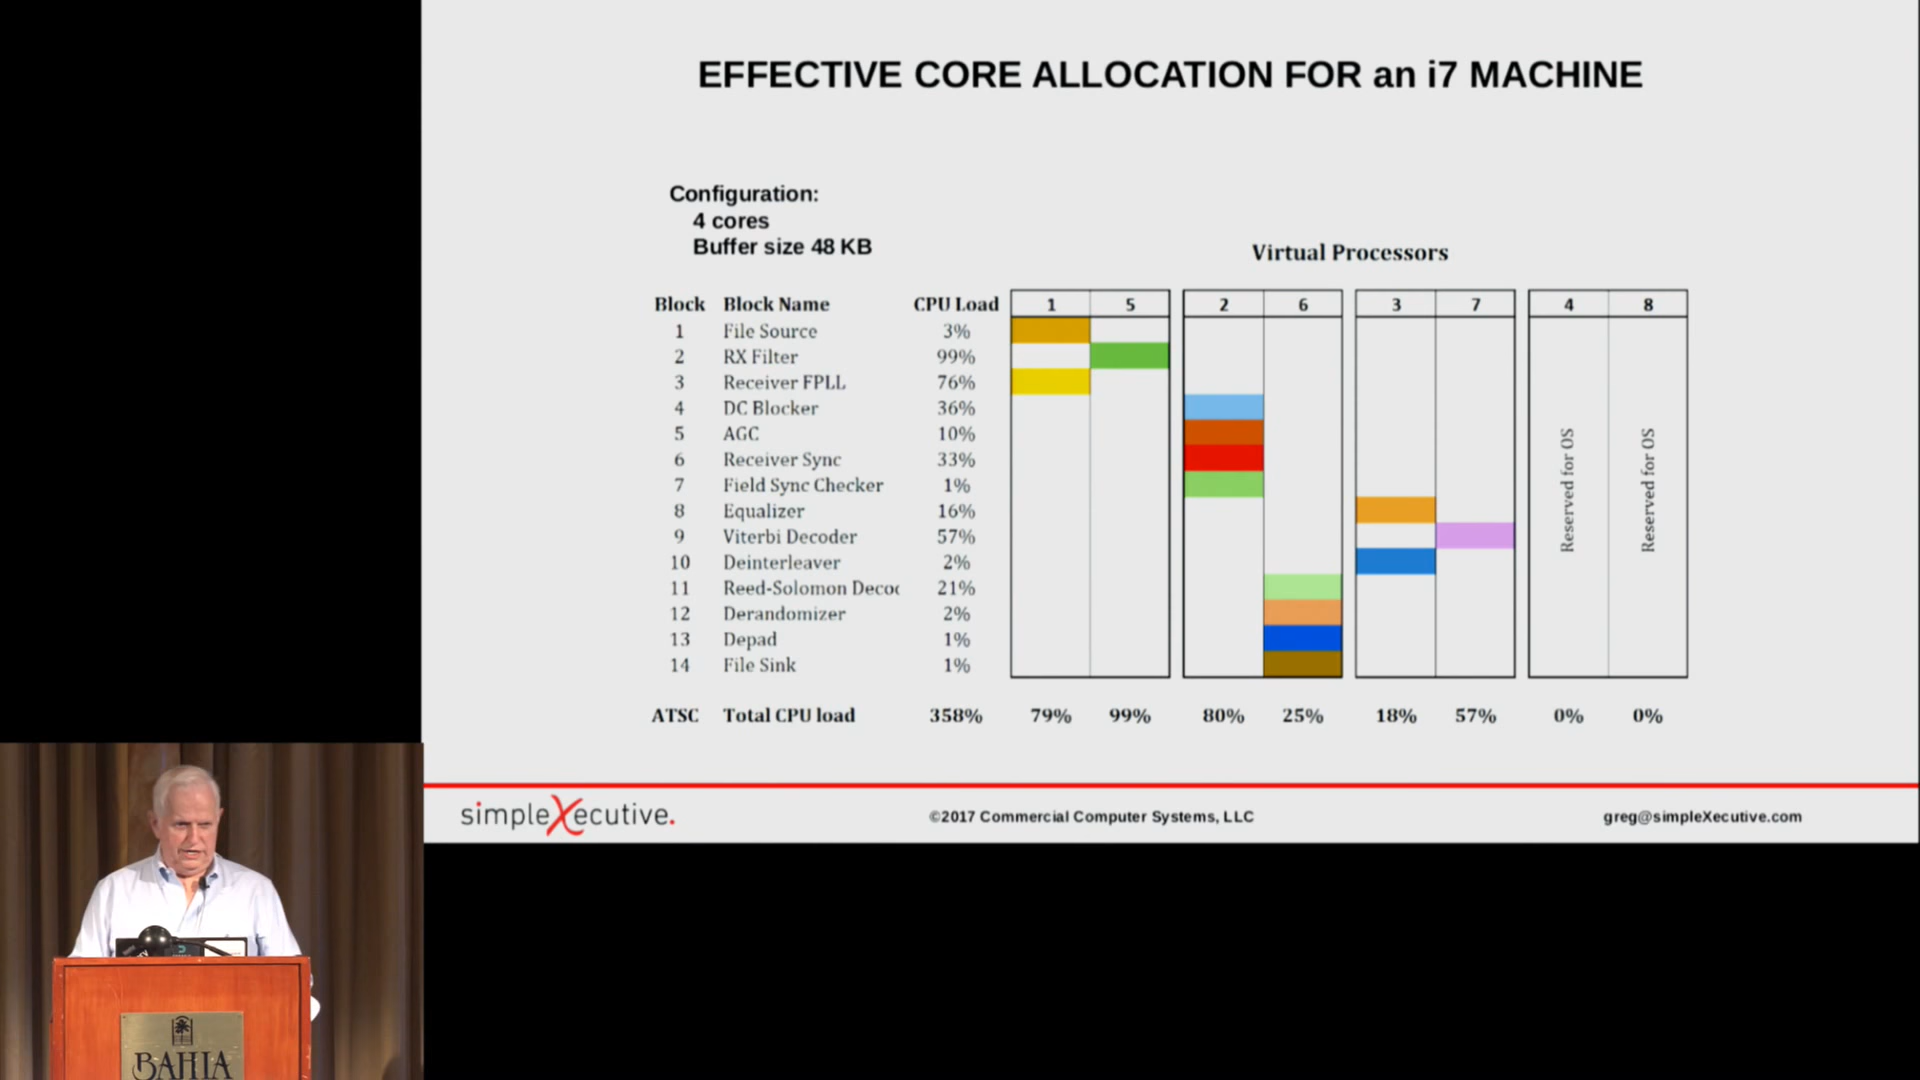 EFFECTIVE CORE ALLOCATION FOR an i7 MACHINE
Configuration:
4 cores
Buffer size 48 KB
Virtual Processors
Block Block Name CPU Load 1 5 2 6 3 7 4 8
1 File Source 3%
2 RX Filter 99%
3 Receiver FPLL 76%
4 DC Blocker 36%
5 AGC 10%
6 Receiver Sync 33%
7 Field Sync Checker 1%
8 Equalizer 16%
9 Viterbi Decoder 57%
10 Deinterleaver 2%
11 Reed-Solomon Decoc 21%
12 Derandomizer 2%
13 Depad 1%
14 File Sink 1%
Reserved for OS
Reserved for OS
ATSC Total CPU load 358% 79% 99% 80% 25% 18% 57% 0% 0%
simpleXecutive.
©2017 Commercial Computer Systems, LLC
greg@simpleXecutive.com
BAHIA